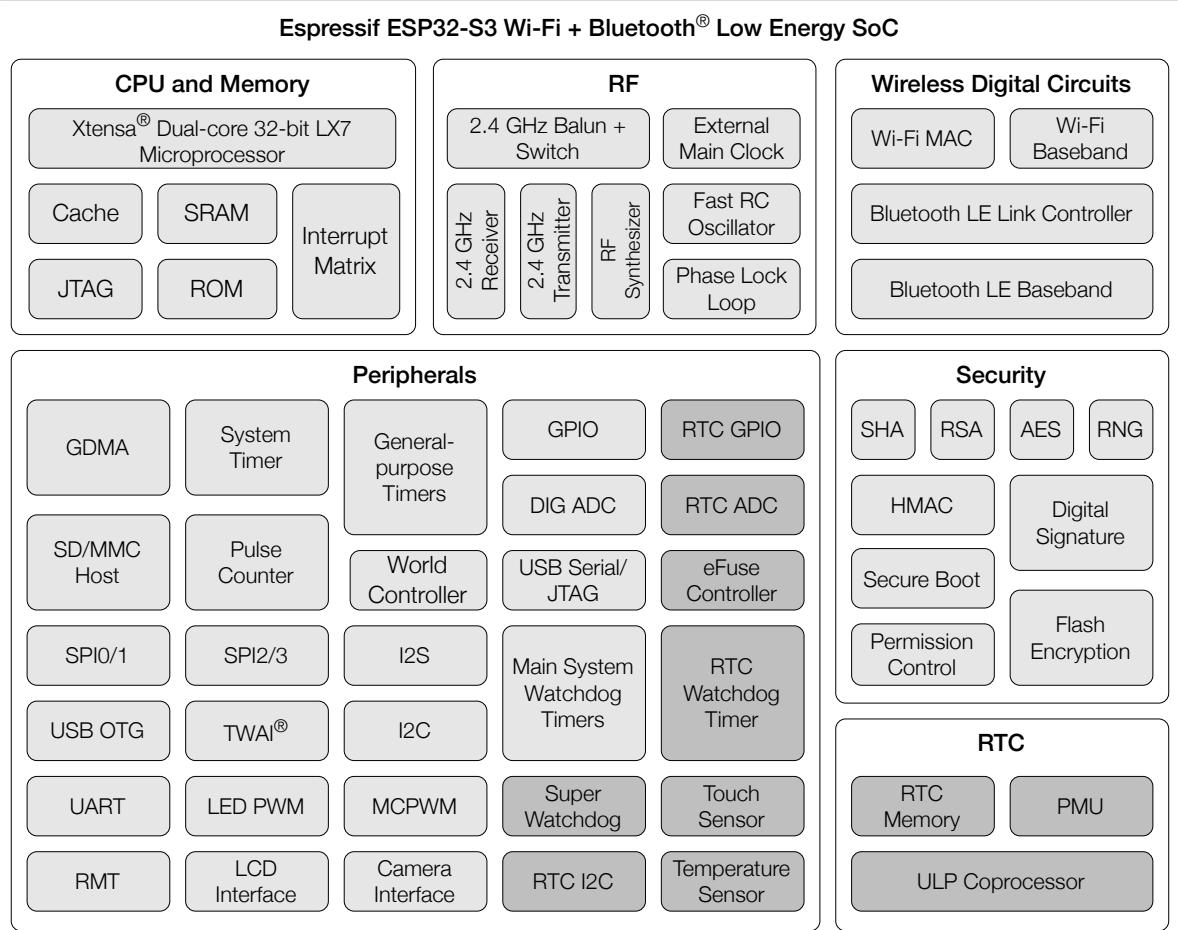 Espressif ESP32-S3 Wi-Fi + Bluetooth® Low Energy SoC
CPU and Memory
Xtensa® Dual-core 32-bit LX7
Microprocessor
Cache
SRAM
Interrupt
Matrix
JTAG
ROM
RF
2.4 GHz Balun +
Switch
External
Main Clock
2.4 GHz
Receiver
2.4 GHz
Transmitter
RF
Synthesizer
Fast RC
Oscillator
Phase Lock
Loop
Wireless Digital Circuits
Wi-Fi MAC
Wi-Fi
Baseband
Bluetooth LE Link Controller
Bluetooth LE Baseband
Peripherals
GDMA
System
Timer
General-
purpose
Timers
GPIO
RTC GPIO
DIG ADC
RTC ADC
SD/MMC
Host
Pulse
Counter
World
Controller
USB Serial/
JTAG
eFuse
Controller
SPI0/1
SPI2/3
I2S
Main System
Watchdog
Timers
RTC
Watchdog
Timer
USB OTG
TWAI®
I2C
UART
LED PWM
MCPWM
Super
Watchdog
Touch
Sensor
RMT
LCD
Interface
Camera
Interface
RTC I2C
Temperature
Sensor
Security
SHA
RSA
AES
RNG
HMAC
Digital
Signature
Secure Boot
Flash
Encryption
Permission
Control
RTC
RTC
Memory
PMU
ULP Coprocessor